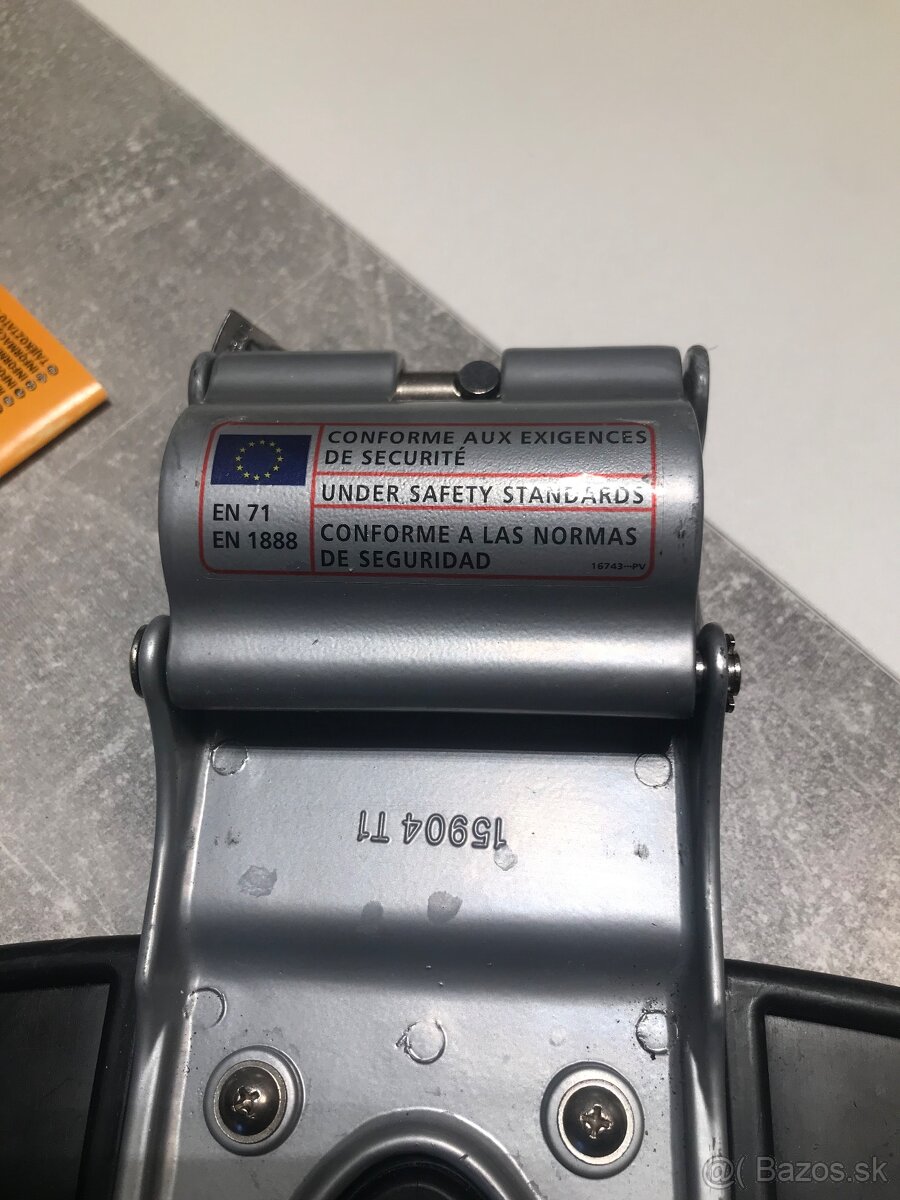 CONFORME AUX EXIGENCES
DE SECURITÉ
UNDER SAFETY STANDARDS
EN 71
EN 1888
CONFORME A LAS NORMAS
DE SEGURIDAD
16743--PV
15904 T1
@( Bazos.sk